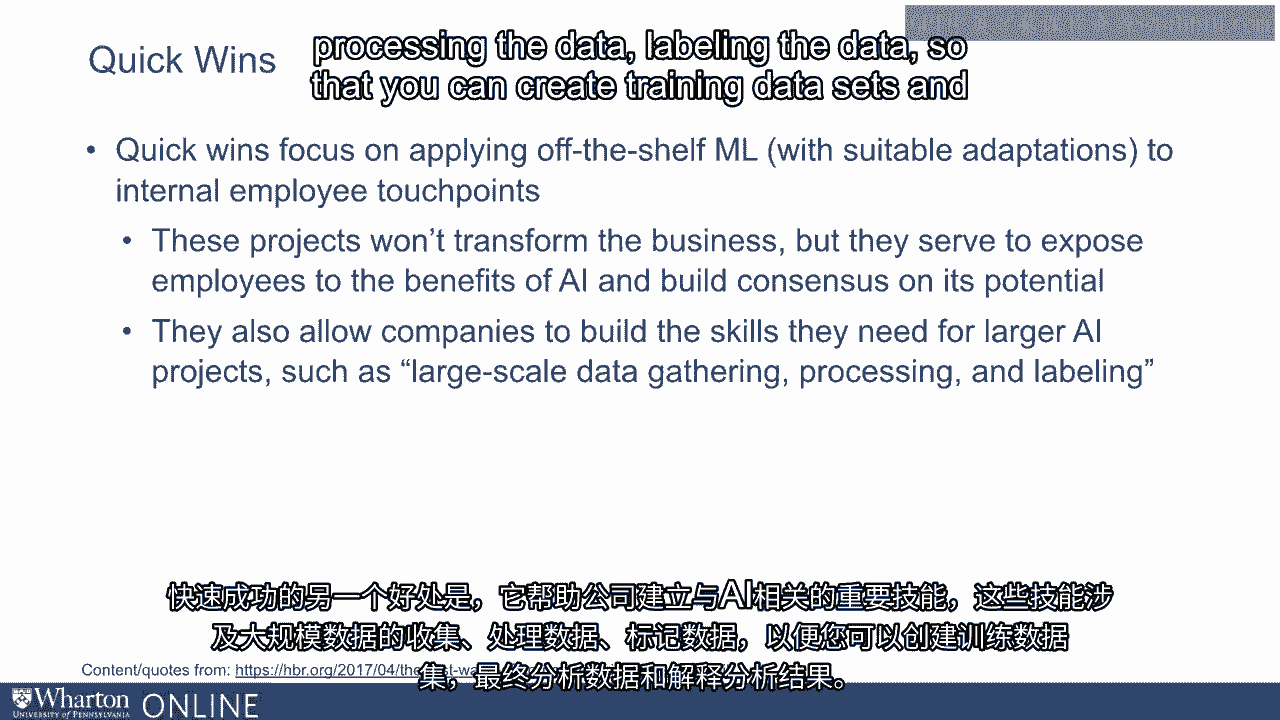 Quick Wins
processing the data, labeling the data, so
that you can create training data sets and
• Quick wins focus on applying off-the-shelf ML (with suitable adaptations) to
internal employee touchpoints
• These projects won't transform the business, but they serve to expose
employees to the benefits of AI and build consensus on its potential
• They also allow companies to build the skills they need for larger AI
projects, such as “large-scale data gathering, processing, and labeling”
快速成功的另一个好处是，它帮助公司建立与AI相关的重要技能，这些技能涉
及大规模数据的收集、处理数据、标记数据，以便您可以创建训练数据
集，最终分析数据和解释分析结果。
Content/quotes from: https://hbr.org/2017/04/the
Wharton ONLINE
UNIVERSITY of PENNSYLVANIA